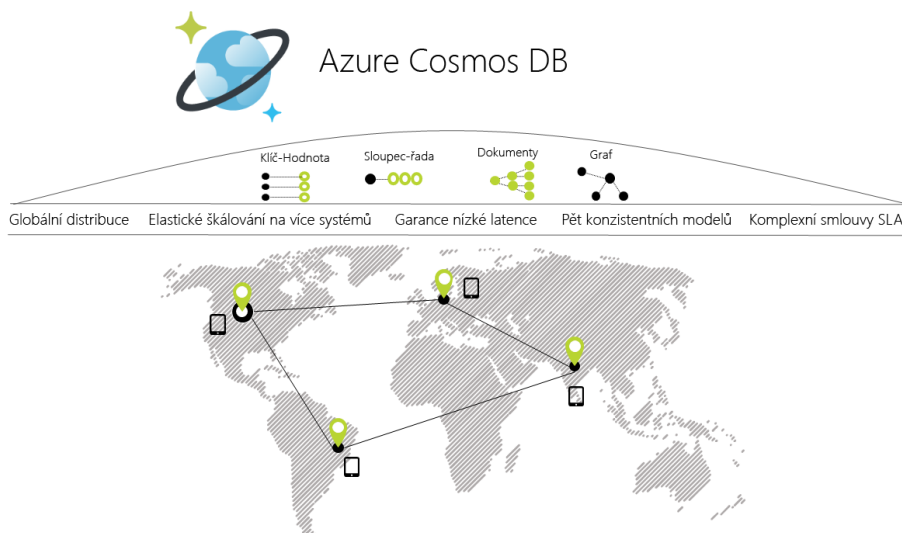 Azure Cosmos DB
Klíč-Hodnota
Sloupec-řada
Dokumenty
Graf
Globální distribuce
Elastické škálování na více systémů
Garance nízké latence
Pět konzistentních modelů
Komplexní smlouvy SLA